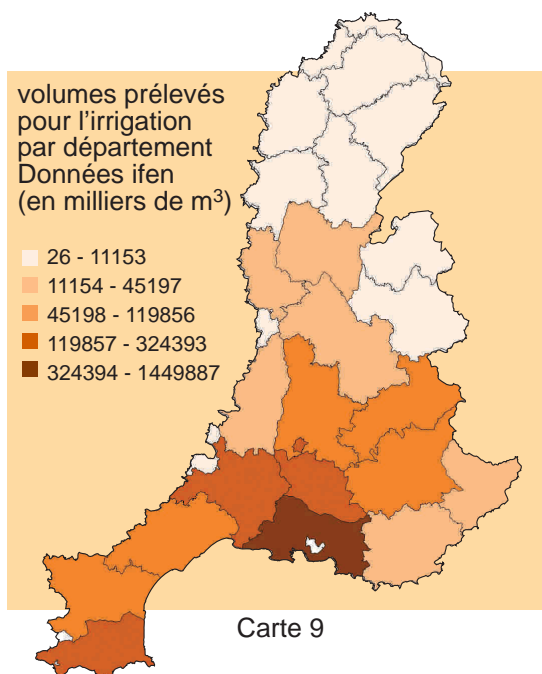 volumes prélevés
pour l'irrigation
par département
Données ifen
(en milliers de m³)
26 - 11153
11154 - 45197
45198 - 119856
119857 - 324393
324394 - 1449887
Carte 9